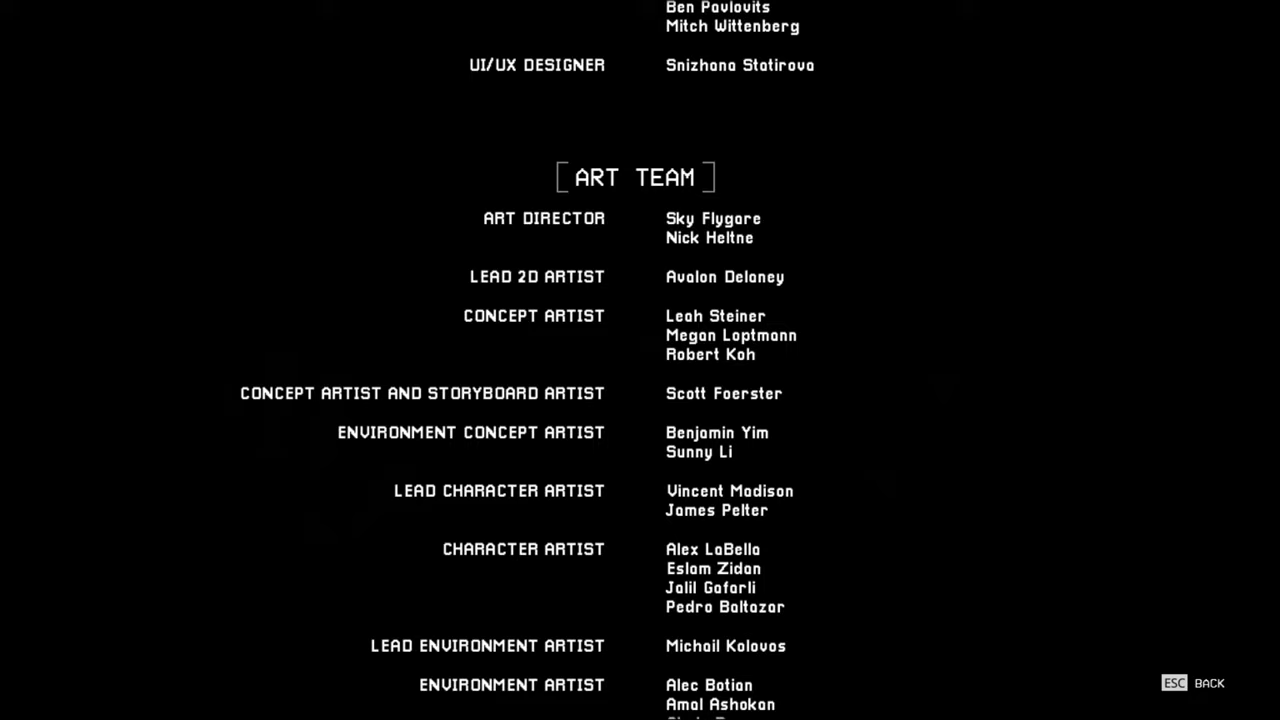 Ben Pavlovits
Mitch Wittenberg
UI/UX DESIGNER Snizhana Statirova
[ART TEAM]
ART DIRECTOR Sky Flygare
Nick Heltne
LEAD 2D ARTIST Avalon Delaney
CONCEPT ARTIST Leah Steiner
Megan Loptmann
Robert Koh
CONCEPT ARTIST AND STORYBOARD ARTIST Scott Foerster
ENVIRONMENT CONCEPT ARTIST Benjamin Yim
Sunny Li
LEAD CHARACTER ARTIST Vincent Madison
James Pelter
CHARACTER ARTIST Alex LaBella
Eslam Zidan
Jalil Gafarli
Pedro Baltazar
LEAD ENVIRONMENT ARTIST Michail Kolovos
ENVIRONMENT ARTIST Alec Botian
Amal Ashokan
ESC BACK